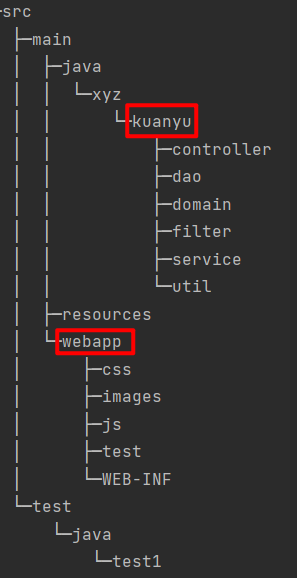 src
main
java
xyz
kuanyu
controller
dao
domain
filter
service
util
resources
webapp
css
images
js
test
WEB-INF
test
java
test1